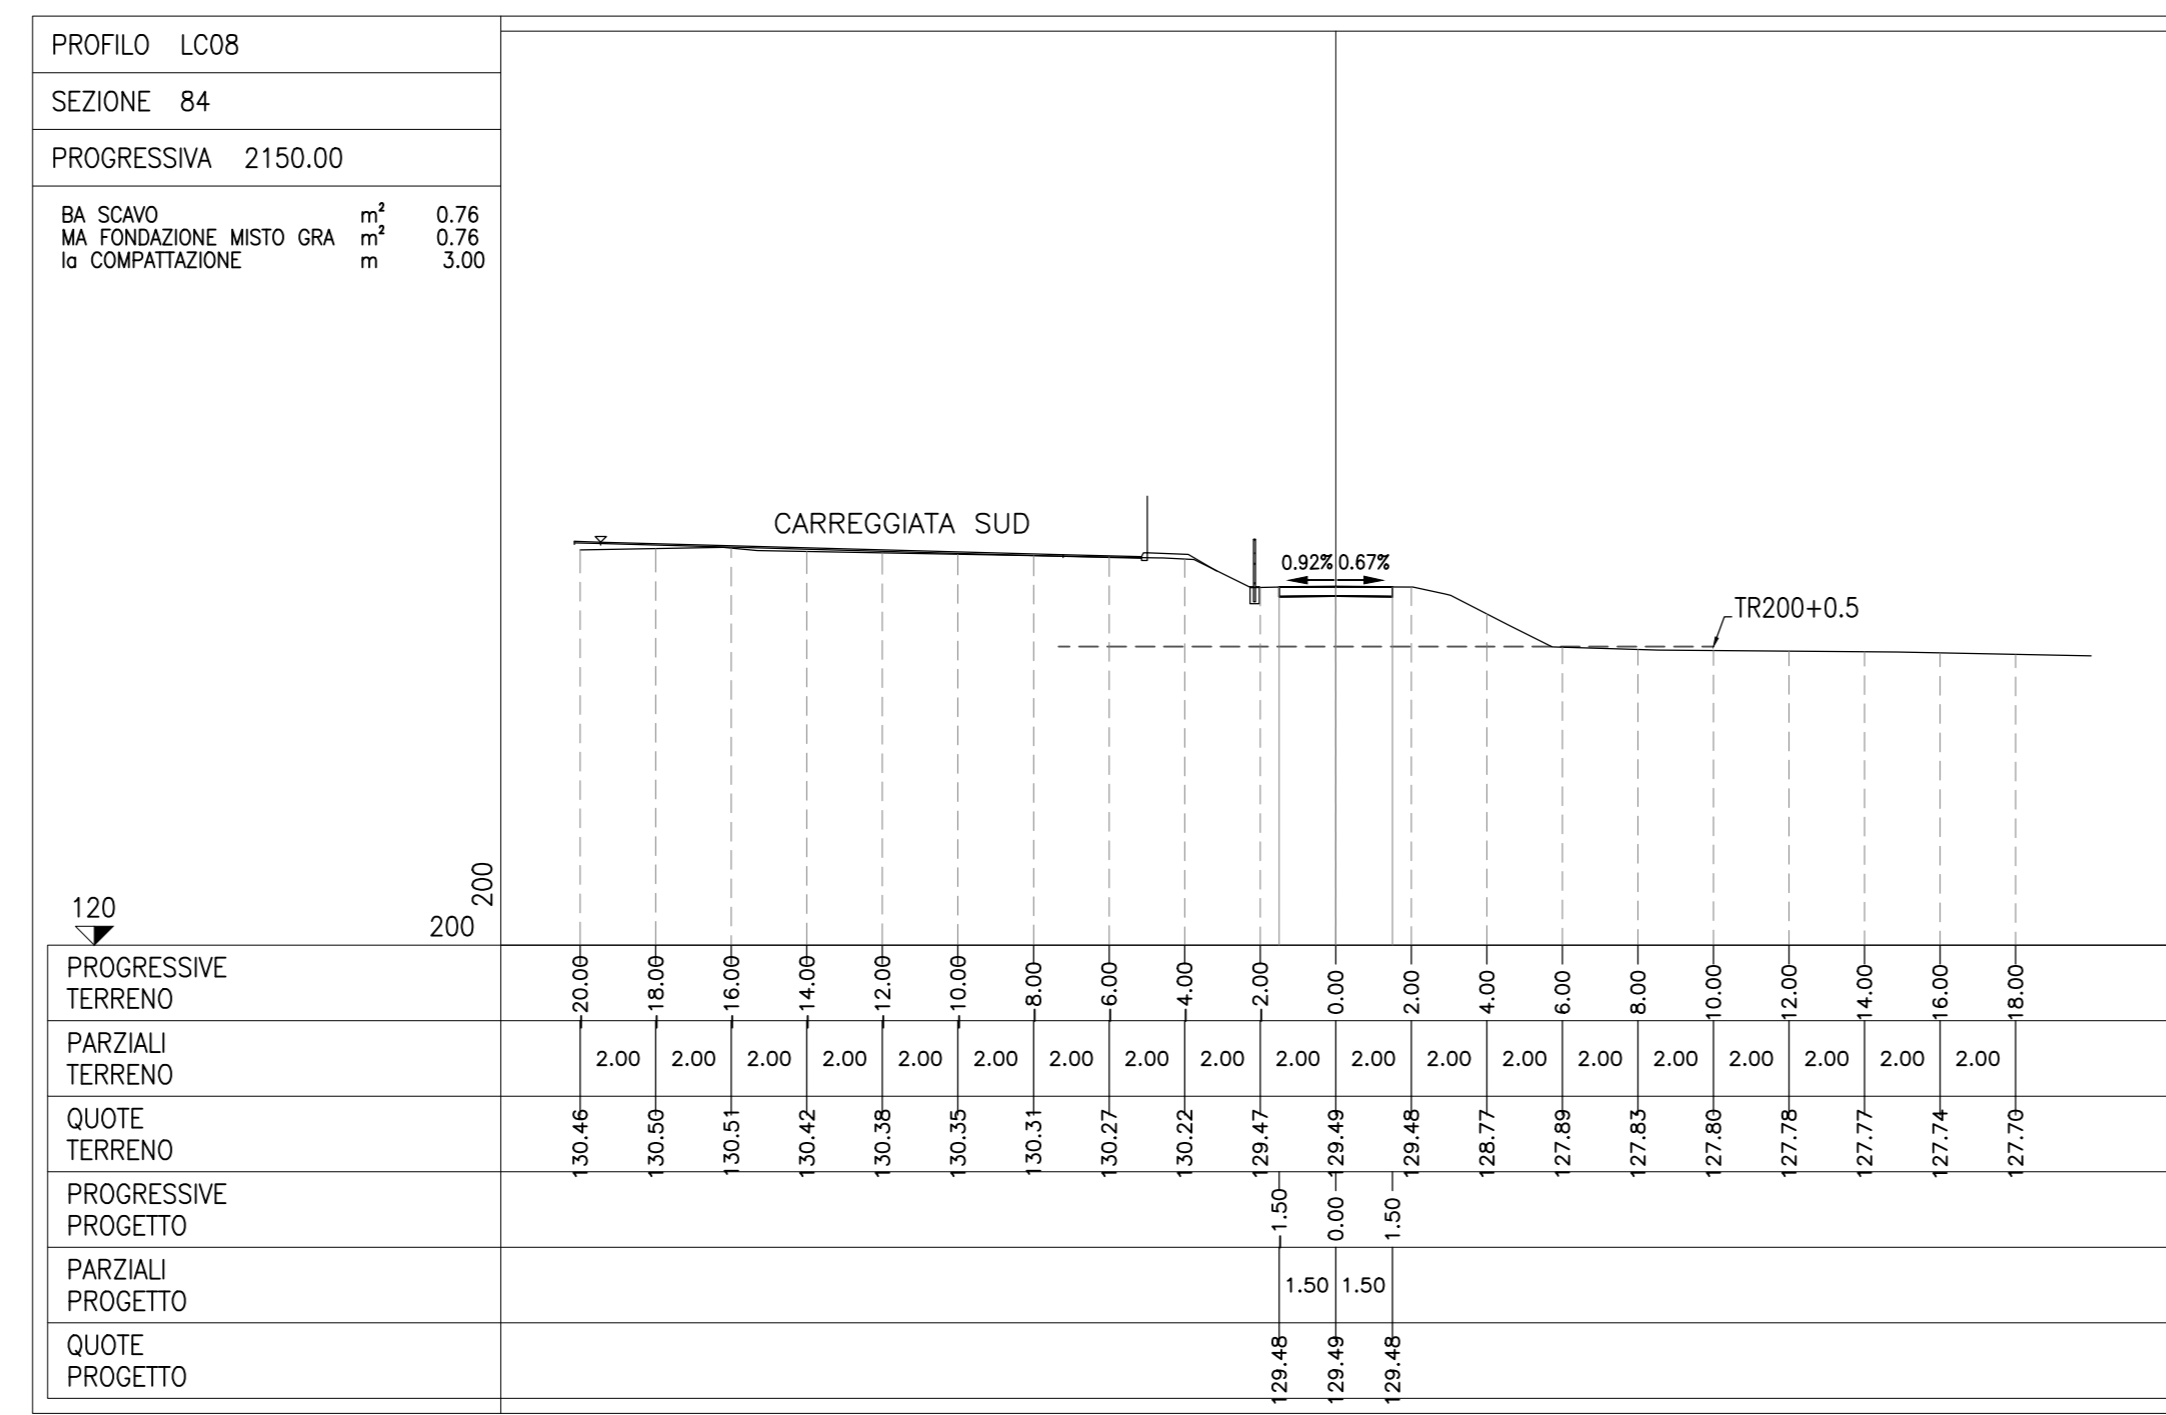 PROFILO LC08
SEZIONE 84
PROGRESSIVA 2150.00
BA SCAVO m² 0.76
MA FONDAZIONE MISTO GRA m² 0.76
Ia COMPATTAZIONE m 3.00
CARREGGIATA SUD
0.92% 0.67%
TR200+0.5
200
120
200
PROGRESSIVE
TERRENO
-20.00 -18.00 -16.00 -14.00 -12.00 -10.00 -8.00 -6.00 -4.00 -2.00 0.00 2.00 4.00 6.00 8.00 10.00 12.00 14.00 16.00 18.00
PARZIALI
TERRENO
2.00 2.00 2.00 2.00 2.00 2.00 2.00 2.00 2.00 2.00 2.00 2.00 2.00 2.00 2.00 2.00 2.00 2.00 2.00
QUOTE
TERRENO
130.46 130.50 130.51 130.42 130.38 130.35 130.31 130.27 130.22 129.47 129.49 129.48 128.77 127.89 127.83 127.80 127.78 127.77 127.74 127.70
PROGRESSIVE
PROGETTO
-1.50 0.00 1.50
PARZIALI
PROGETTO
1.50 1.50
QUOTE
PROGETTO
129.48 129.49 129.48